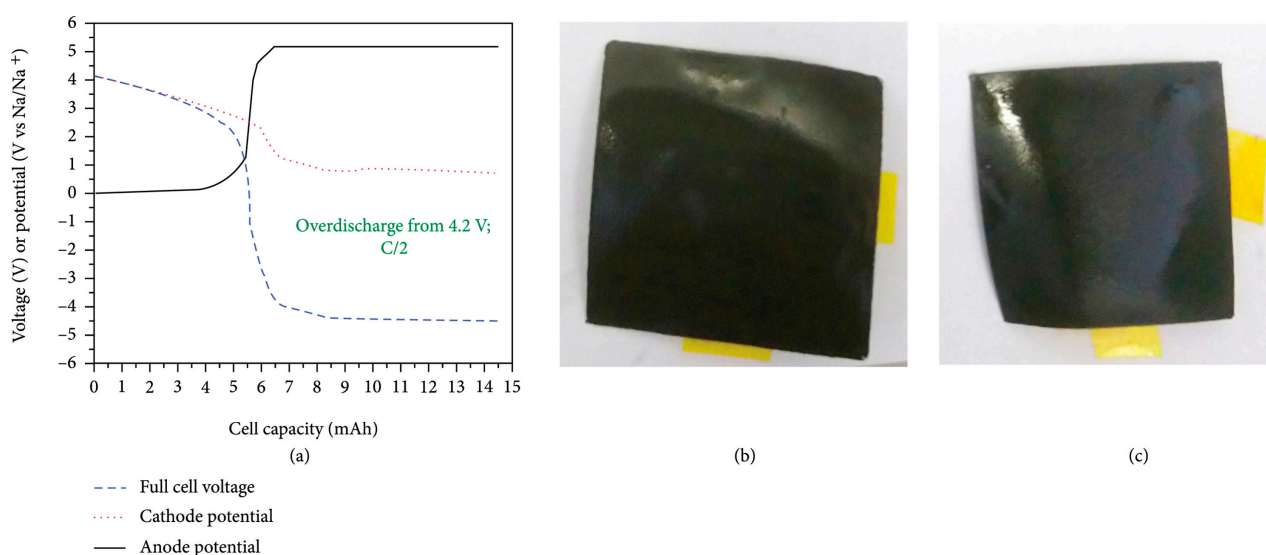 6
5
4
3
2
1
0
–1
–2
–3
–4
–5
–6
Voltage (V) or potential (V vs Na/Na+)
Overdischarge from 4.2 V;
C/2
0 1 2 3 4 5 6 7 8 9 10 11 12 13 14 15
Cell capacity (mAh)
(a)
(b)
(c)
Full cell voltage
Cathode potential
Anode potential